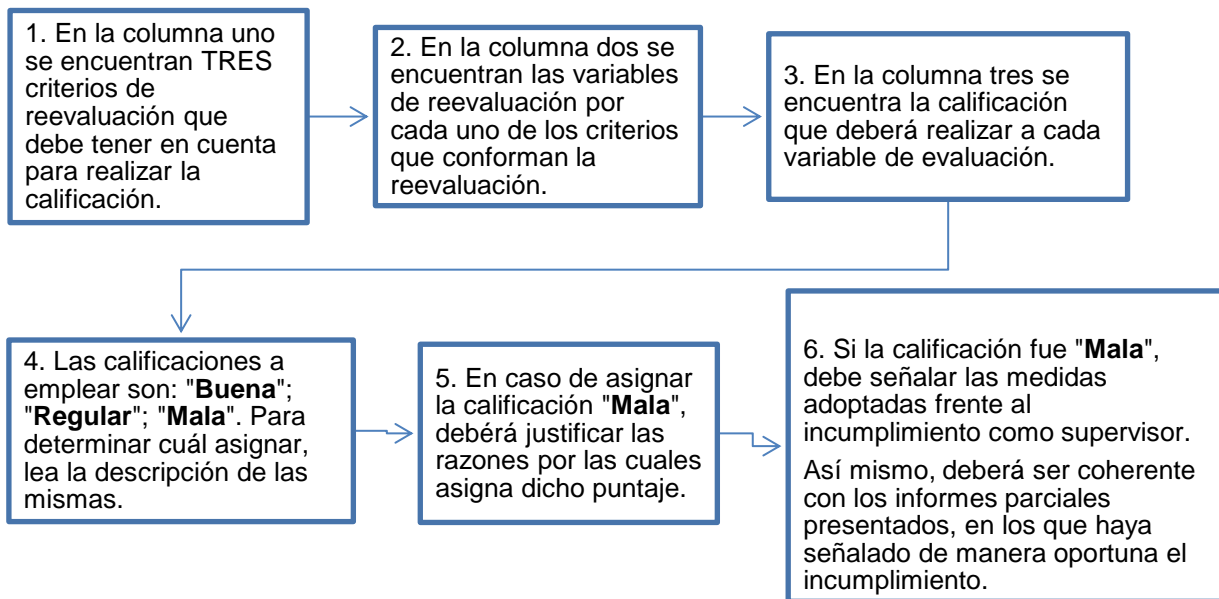 1. En la columna uno
se encuentran TRES
criterios de
reevaluación que
debe tener en cuenta
para realizar la
calificación.
2. En la columna dos se
encuentran las variables
de reevaluación por
cada uno de los criterios
que conforman la
reevaluación.
3. En la columna tres se
encuentra la calificación
que deberá realizar a cada
variable de evaluación.
4. Las calificaciones a
emplear son: "Buena";
"Regular"; "Mala". Para
determinar cuál asignar,
lea la descripción de las
mismas.
5. En caso de asignar
la calificación "Mala",
débérá justificar las
razones por las cuales
asigna dicho puntaje.
6. Si la calificación fue "Mala",
debe señalar las medidas
adoptadas frente al
incumplimiento como supervisor.
Así mismo, deberá ser coherente
con los informes parciales
presentados, en los que haya
señalado de manera oportuna el
incumplimiento.